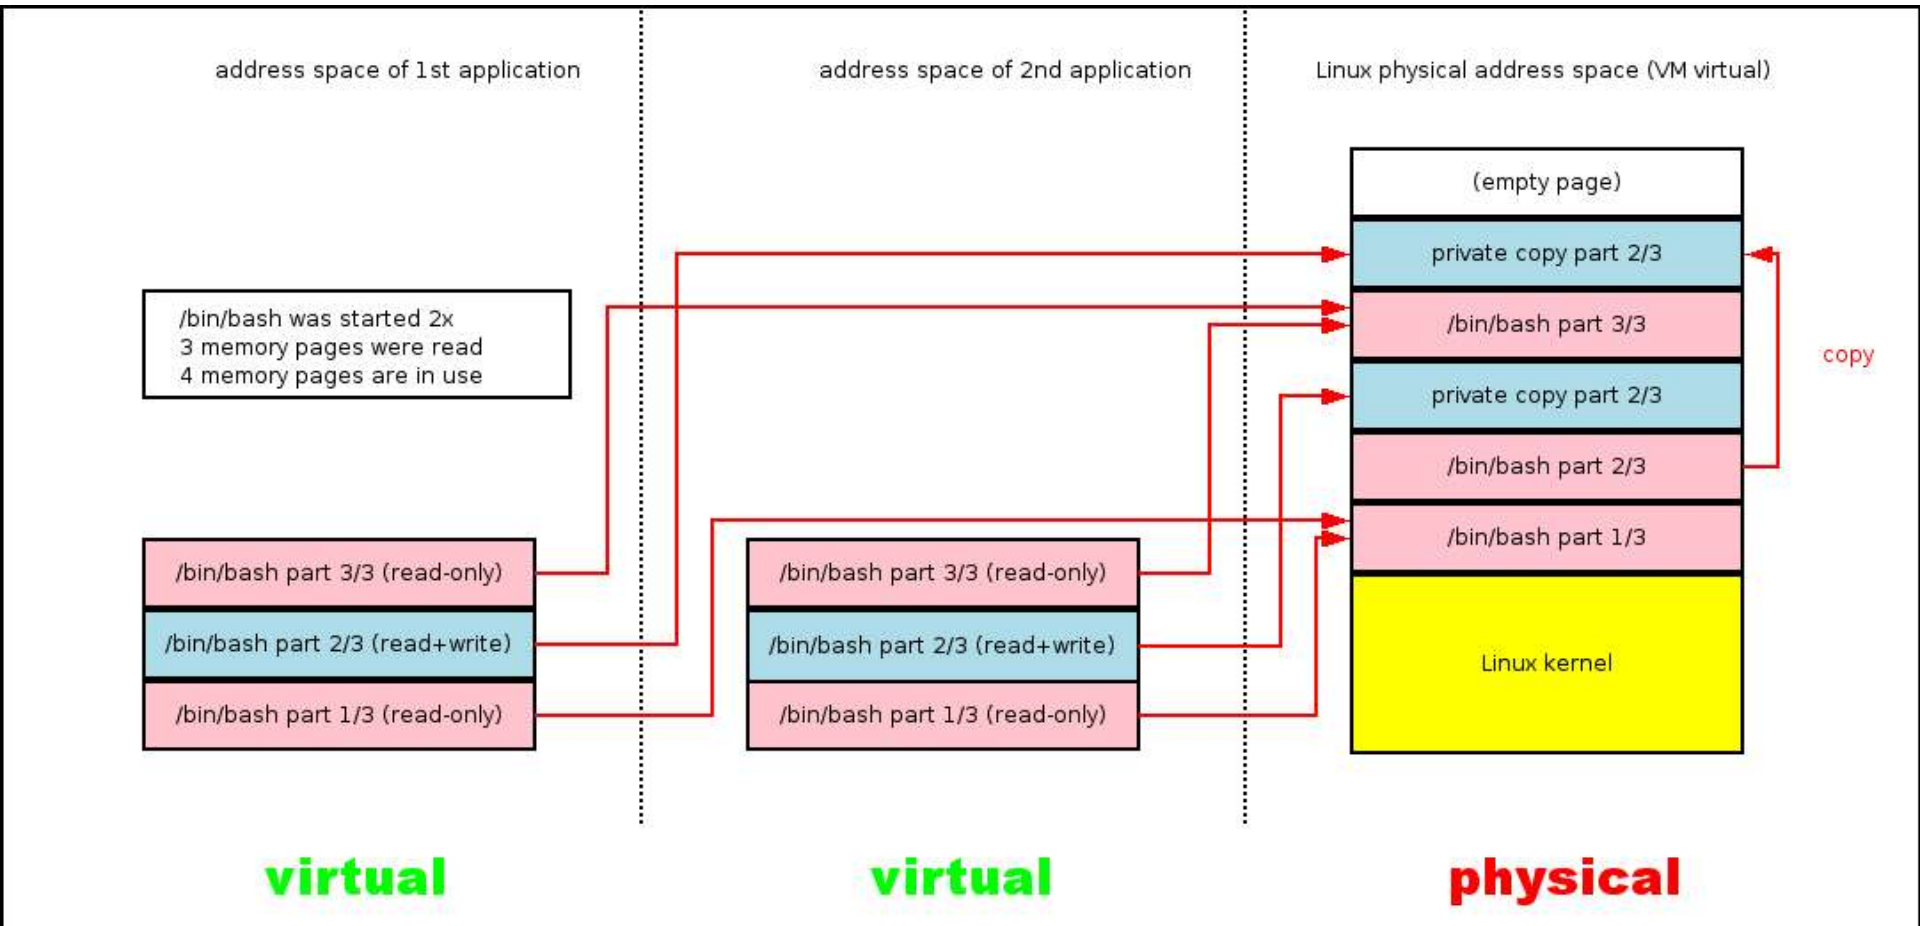 address space of 1st application
address space of 2nd application
Linux physical address space (VM virtual)
(empty page)
private copy part 2/3
/bin/bash was started 2x
3 memory pages were read
4 memory pages are in use
/bin/bash part 3/3
copy
private copy part 2/3
/bin/bash part 2/3
/bin/bash part 1/3
/bin/bash part 3/3 (read-only)
/bin/bash part 2/3 (read+write)
/bin/bash part 1/3 (read-only)
/bin/bash part 3/3 (read-only)
/bin/bash part 2/3 (read+write)
/bin/bash part 1/3 (read-only)
Linux kernel
virtual
virtual
physical